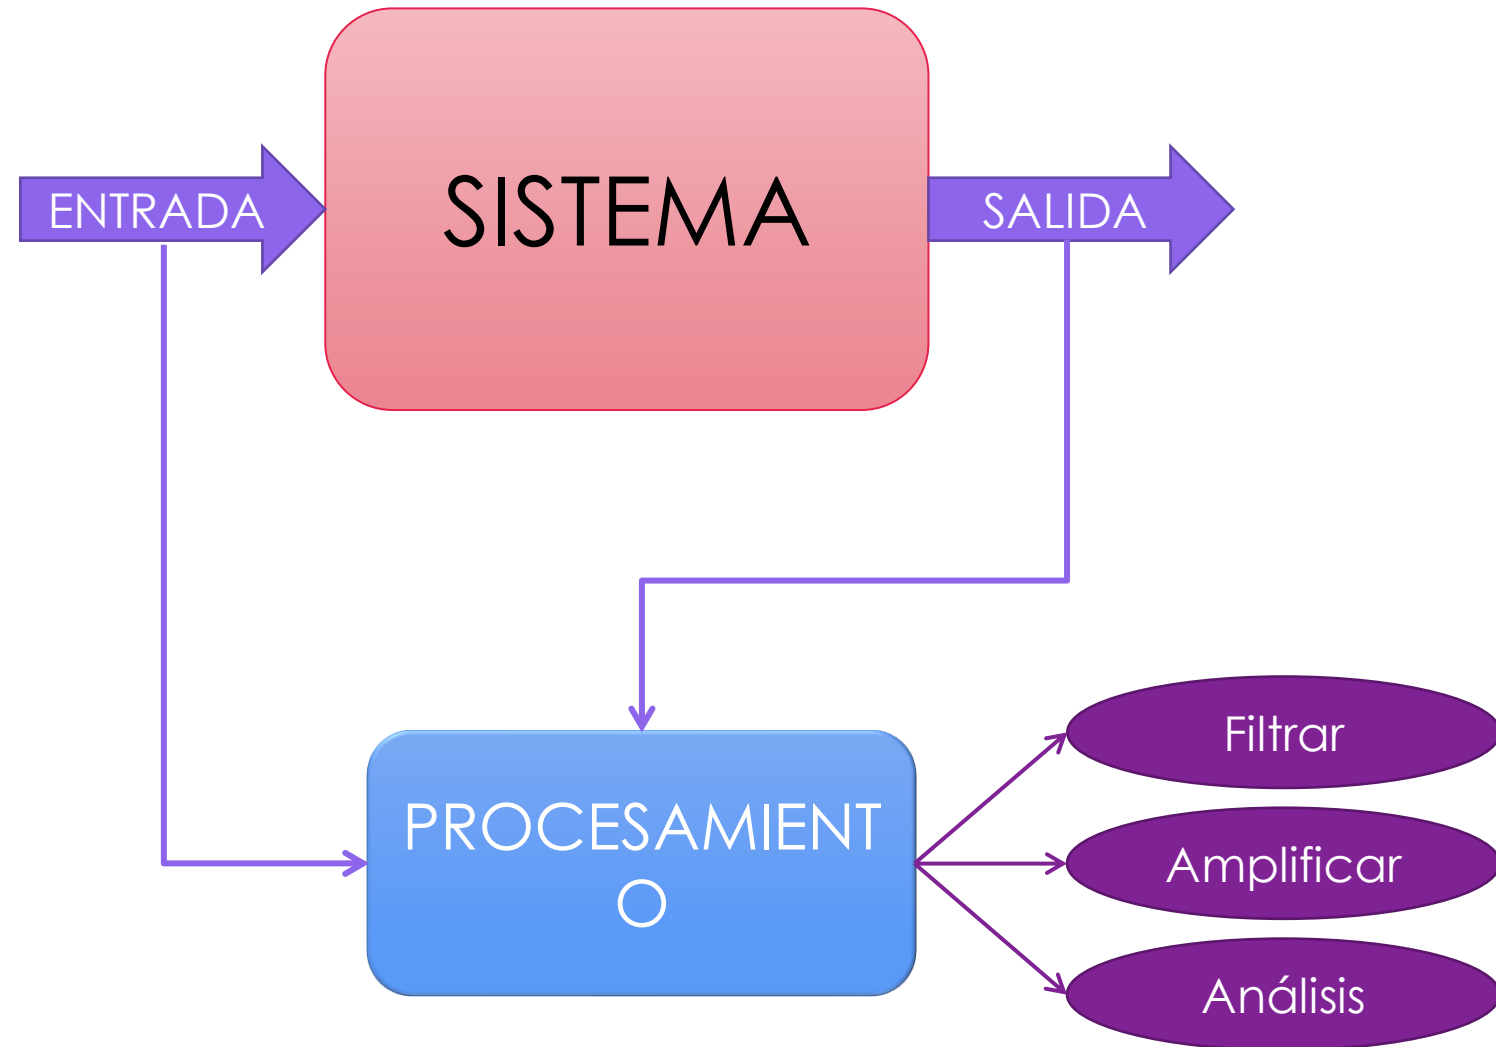 ENTRADA
SISTEMA
SALIDA
PROCESAMIENT
O
Filtrar
Amplificar
Análisis